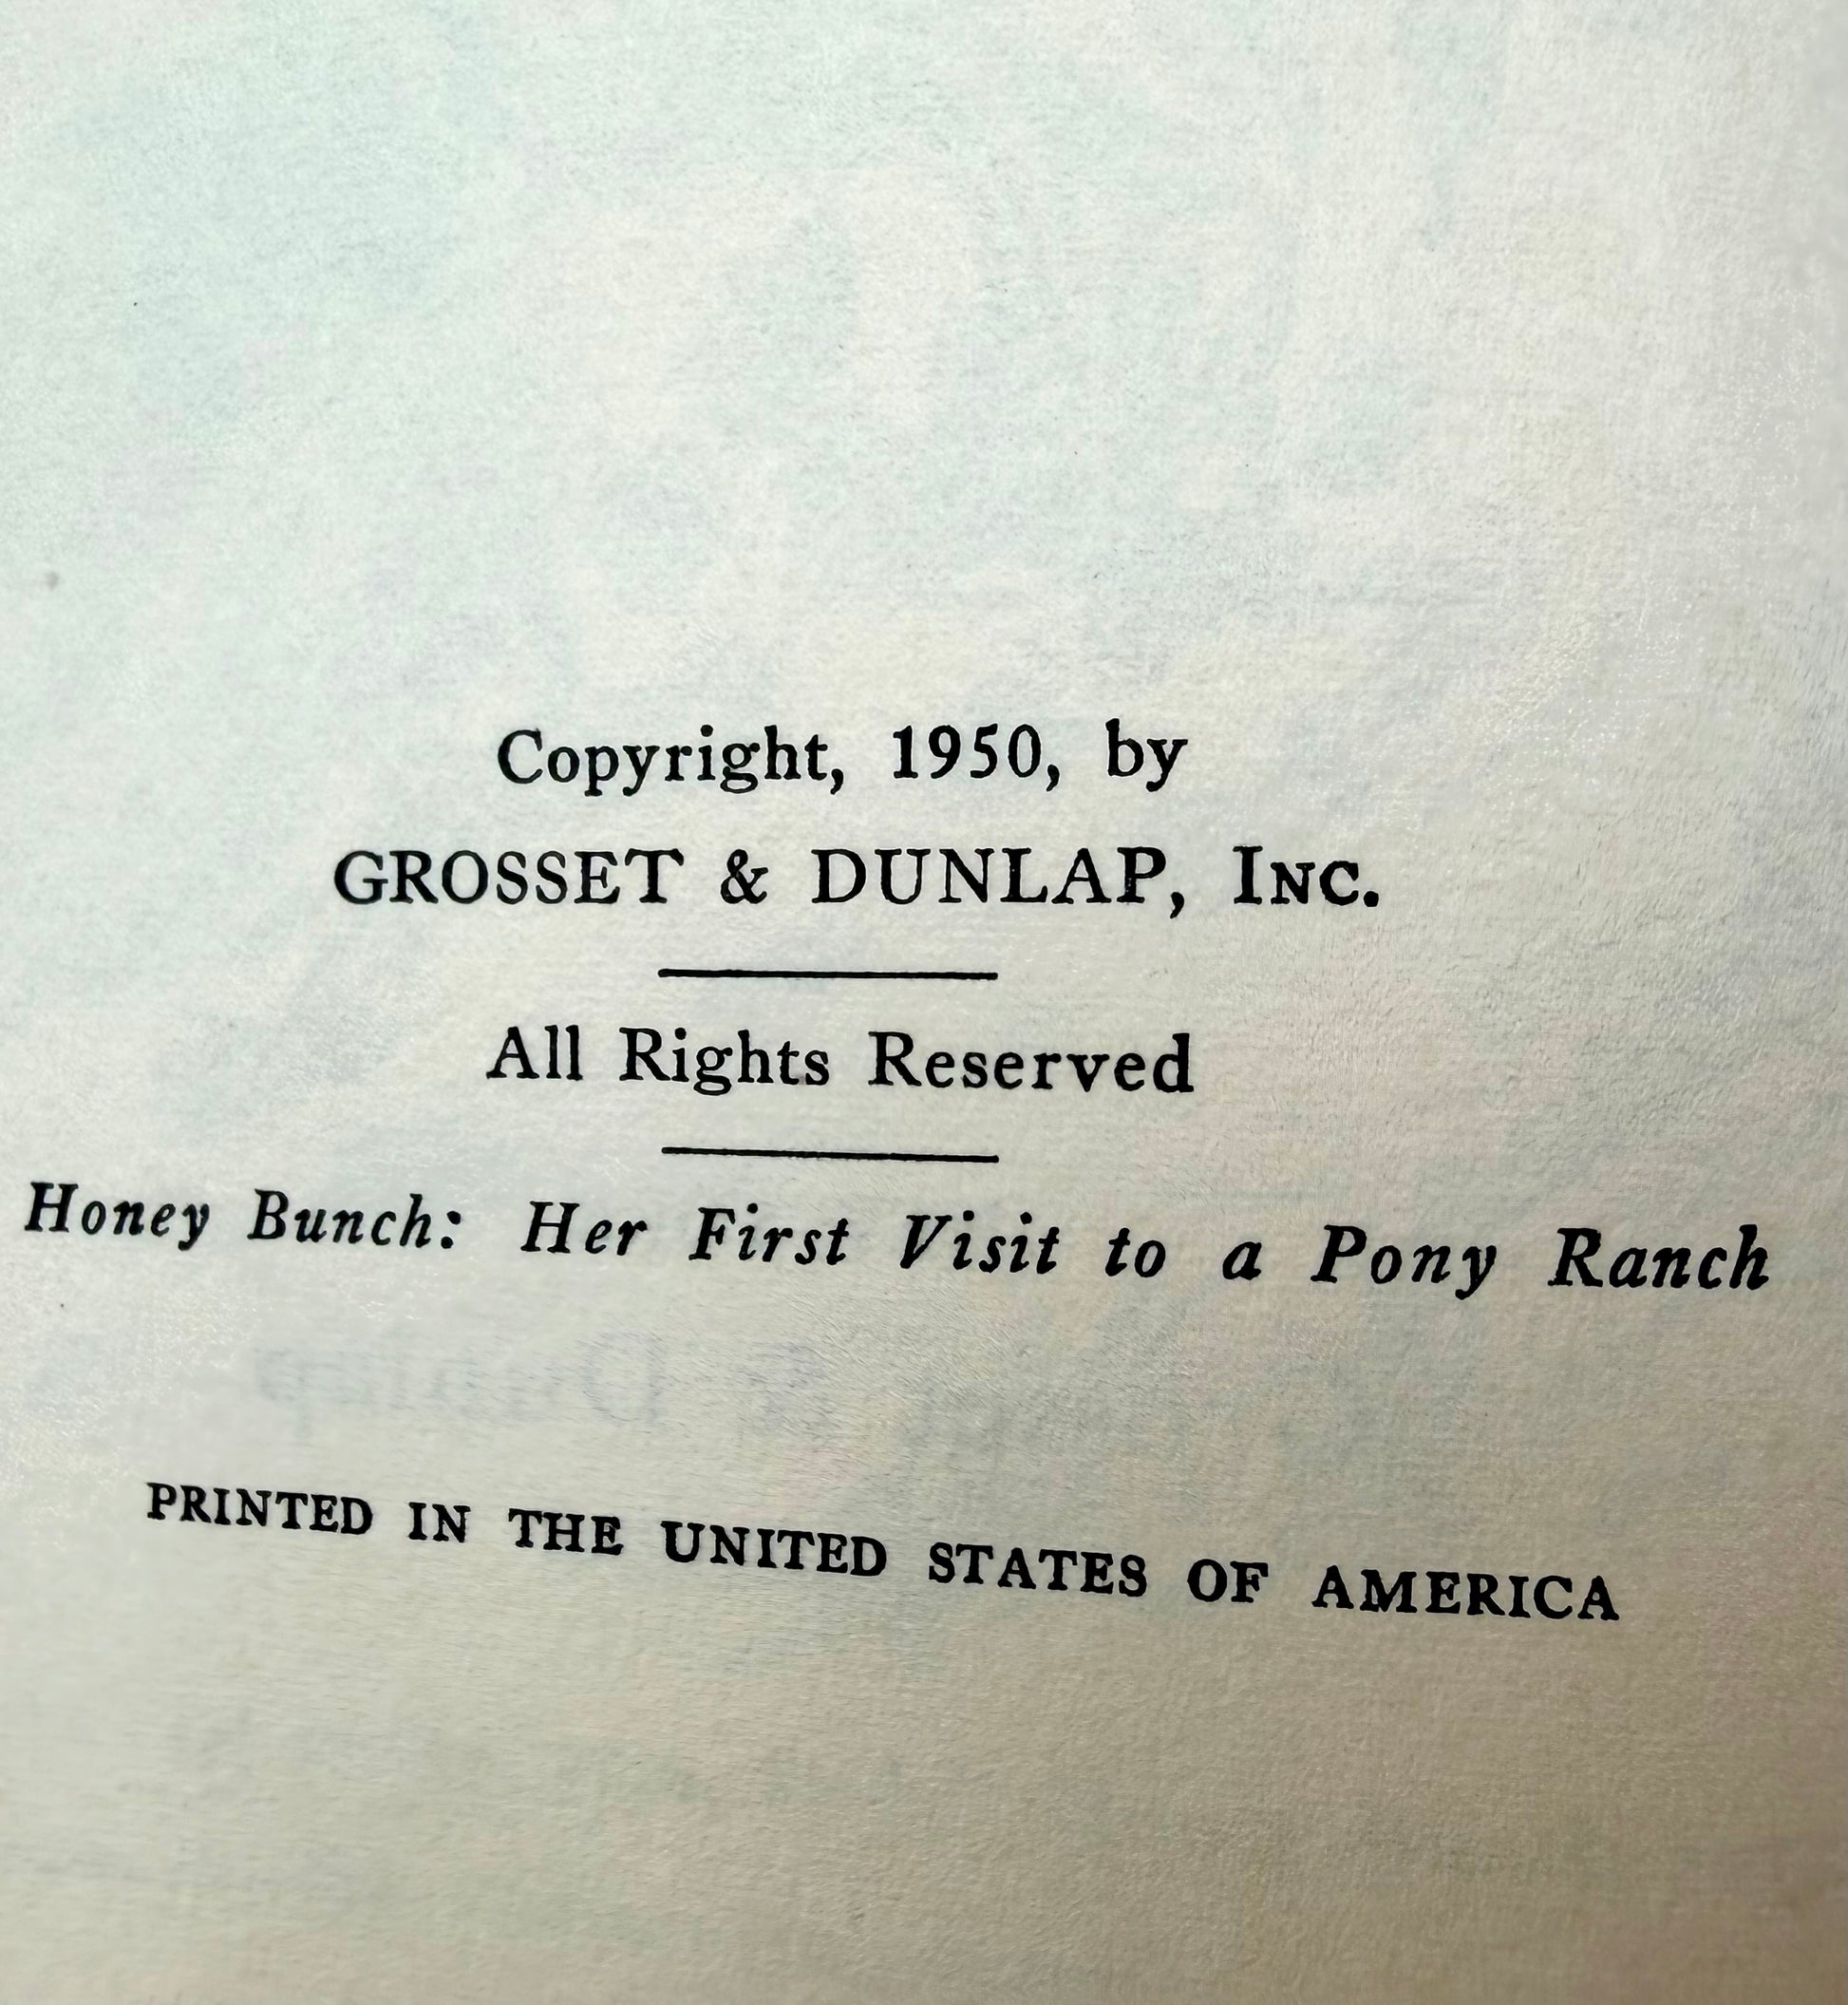 Copyright, 1950, by
GROSSET & DUNLAP, INC.
All Rights Reserved
Honey Bunch: Her First Visit to a Pony Ranch
PRINTED IN THE UNITED STATES OF AMERICA